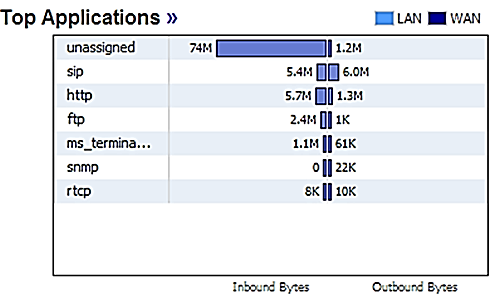 Top Applications »
LAN WAN
unassigned 74M 1.2M
sip 5.4M 6.0M
http 5.7M 1.3M
ftp 2.4M 1K
ms_termina... 1.1M 61K
snmp 0 22K
rtcp 8K 10K
Inbound Bytes Outbound Bytes